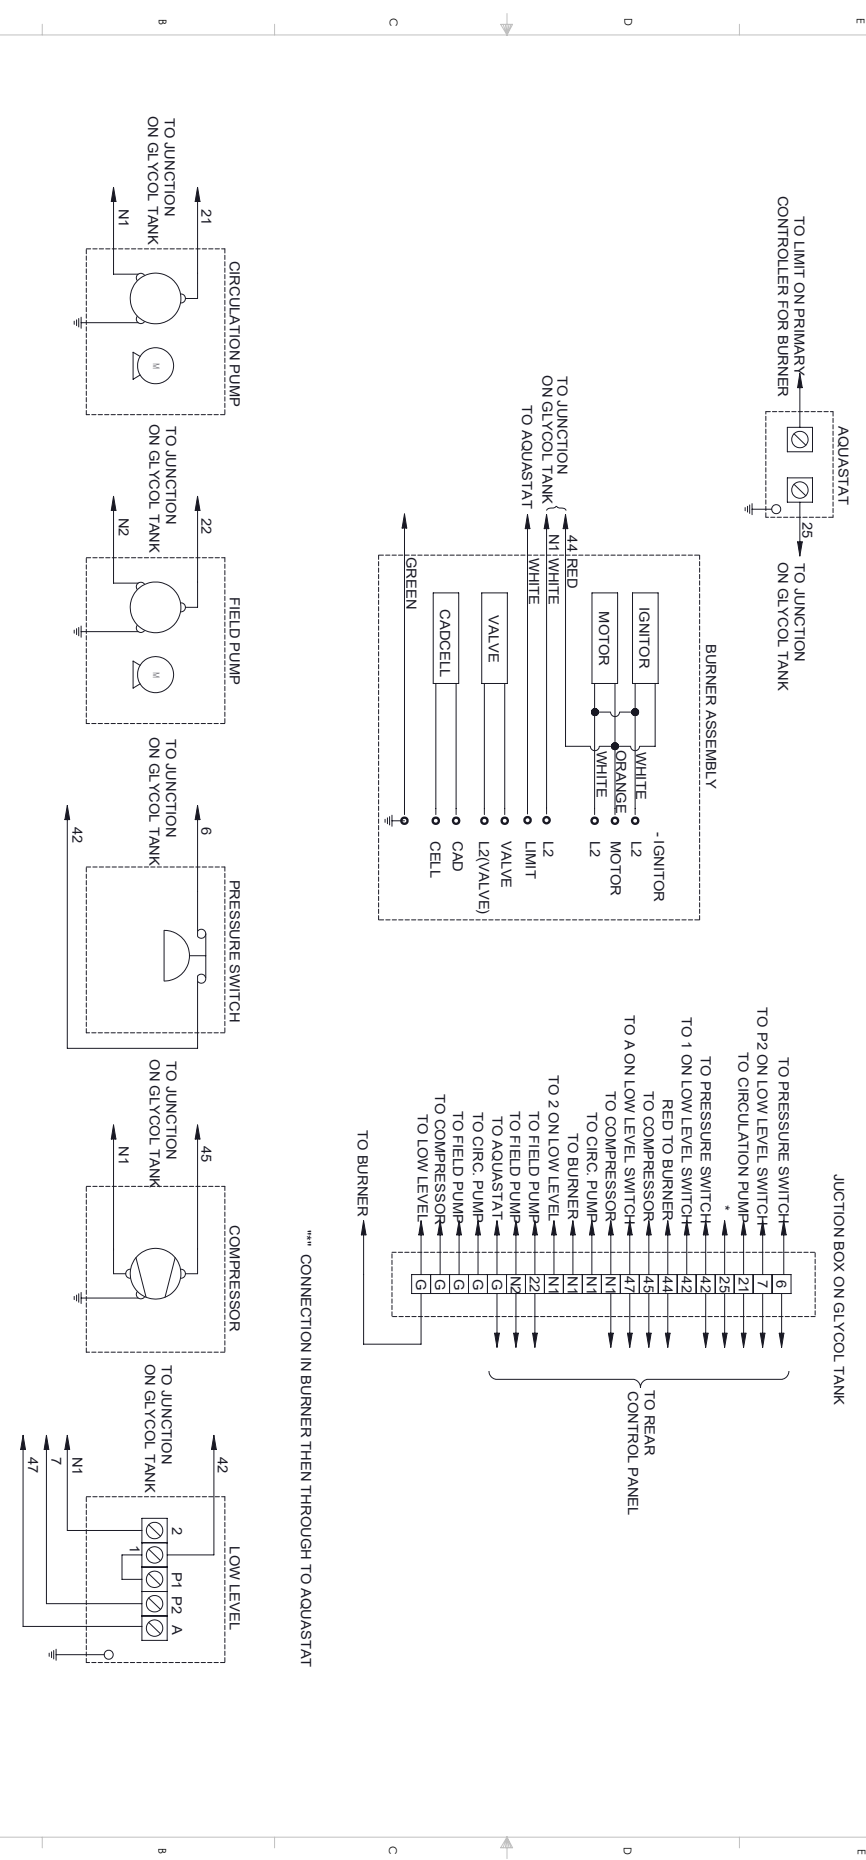 B
C
D
E
AQUASTAT
TO LIMIT ON PRIMARY
CONTROLLER FOR BURNER
25
TO JUNCTION
ON GLYCOL TANK
BURNER ASSEMBLY
TO JUNCTION
ON GLYCOL TANK
TO AQUASTAT
44 RED
N1 WHITE
WHITE
GREEN
IGNITOR
MOTOR
VALVE
CADCELL
WHITE
ORANGE
WHITE
- IGNITOR
L2
MOTOR
L2
L2
LIMIT
VALVE
L2(VALVE)
CAD
CELL
JUCTION BOX ON GLYCOL TANK
TO PRESSURE SWITCH 6
TO P2 ON LOW LEVEL SWITCH 7
TO CIRCULATION PUMP 21
* 25
TO PRESSURE SWITCH 42
TO 1 ON LOW LEVEL SWITCH 42
RED TO BURNER 44
TO COMPRESSOR 45
TO A ON LOW LEVEL SWITCH 47
TO COMPRESSOR N1
TO CIRC. PUMP N1
TO BURNER N1
TO 2 ON LOW LEVEL N1
TO FIELD PUMP 22
TO FIELD PUMP N2
TO AQUASTAT G
TO CIRC. PUMP G
TO FIELD PUMP G
TO COMPRESSOR G
TO LOW LEVEL G
TO BURNER
TO REAR
CONTROL PANEL
"*" CONNECTION IN BURNER THEN THROUGH TO AQUASTAT
CIRCULATION PUMP
TO JUNCTION
ON GLYCOL TANK
21
N1
M
FIELD PUMP
TO JUNCTION
ON GLYCOL TANK
22
N2
M
PRESSURE SWITCH
TO JUNCTION
ON GLYCOL TANK
6
42
COMPRESSOR
TO JUNCTION
ON GLYCOL TANK
45
N1
LOW LEVEL
TO JUNCTION
ON GLYCOL TANK
42
N1
7
47
2
1
P1
P2
A
B
C
D
E